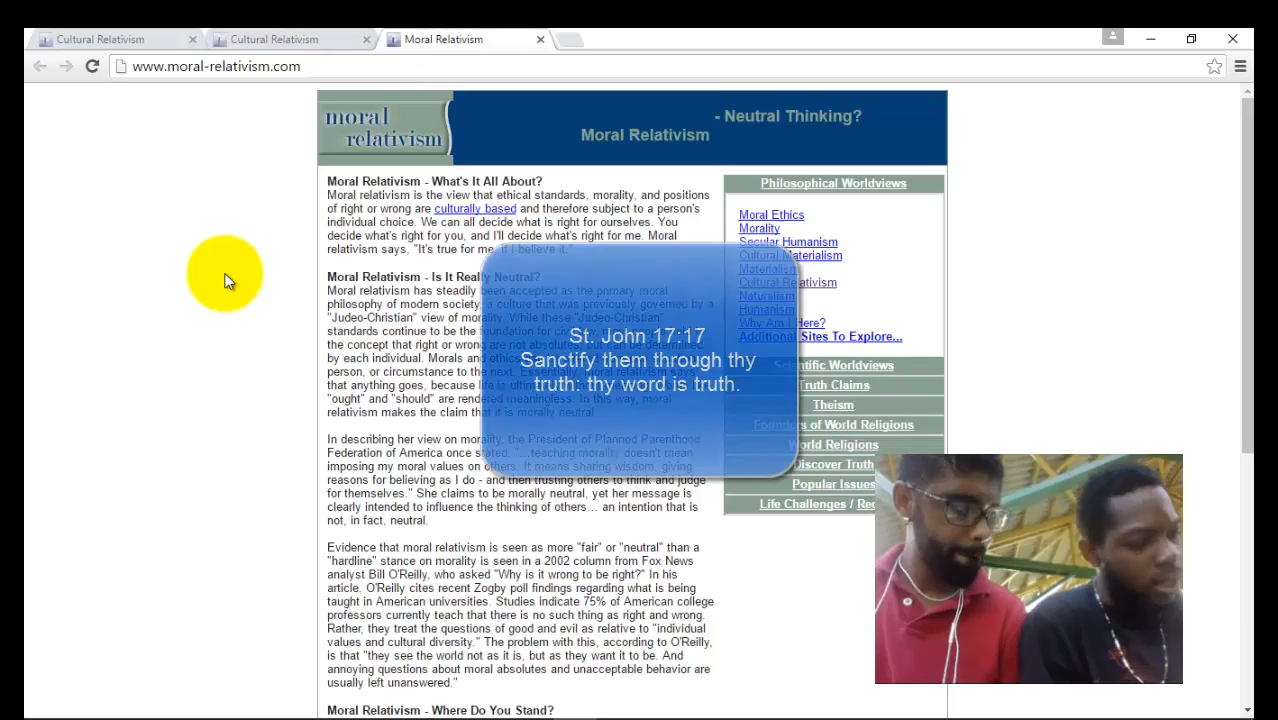 Cultural Relativism
Cultural Relativism
Moral Relativism
www.moral-relativism.com
moral
relativism
- Neutral Thinking?
Moral Relativism
Moral Relativism - What's It All About?
Moral relativism is the view that ethical standards, morality, and positions
of right or wrong are culturally based and therefore subject to a person's
individual choice. We can all decide what is right for ourselves. You
decide what's right for you, and I'll decide what's right for me. Moral
relativism says, "It's true for me, if I believe it."
Moral Relativism - Is It Really Neutral?
Moral relativism has steadily been accepted as the primary moral
philosophy of modern society, a culture that was previously governed by a
"Judeo-Christian" view of morality. While these "Judeo-Christian"
standards continue to be the foundation for
the concept that right or wrong are not absolutes, but can be determined
by each individual. Morals and ethics
person, or circumstance to the next. Essentially, moral relativism says
that anything goes, because life is
"ought" and "should" are rendered meaningless. In this way, moral
relativism makes the claim that it is morally neutral.
In describing her view on morality, the President of Planned Parenthood
Federation of America once stated, "...teaching morality doesn't mean
imposing my moral values on others. It means sharing wisdom, giving
reasons for believing as I do - and then trusting others to think and judge
for themselves." She claims to be morally neutral, yet her message is
clearly intended to influence the thinking of others... an intention that is
not, in fact, neutral.
Evidence that moral relativism is seen as more "fair" or "neutral" than a
"hardline" stance on morality is seen in a 2002 column from Fox News
analyst Bill O'Reilly, who asked "Why is it wrong to be right?" In his
article, O'Reilly cites recent Zogby poll findings regarding what is being
taught in American universities. Studies indicate 75% of American college
professors currently teach that there is no such thing as right and wrong.
Rather, they treat the questions of good and evil as relative to "individual
values and cultural diversity." The problem with this, according to O'Reilly,
is that "they see the world not as it is, but as they want it to be. And
annoying questions about moral absolutes and unacceptable behavior are
usually left unanswered."
Moral Relativism - Where Do You Stand?
Philosophical Worldviews
Moral Ethics
Morality
Secular Humanism
Cultural Materialism
Materialism
Cultural Relativism
Naturalism
Humanism
Why Am I Here?
Additional Sites To Explore...
Scientific Worldviews
Truth Claims
Theism
Founders of World Religions
World Religions
Discover Truth
Popular Issues
Life Challenges /
St. John 17:17
Sanctify them through thy
truth: thy word is truth.